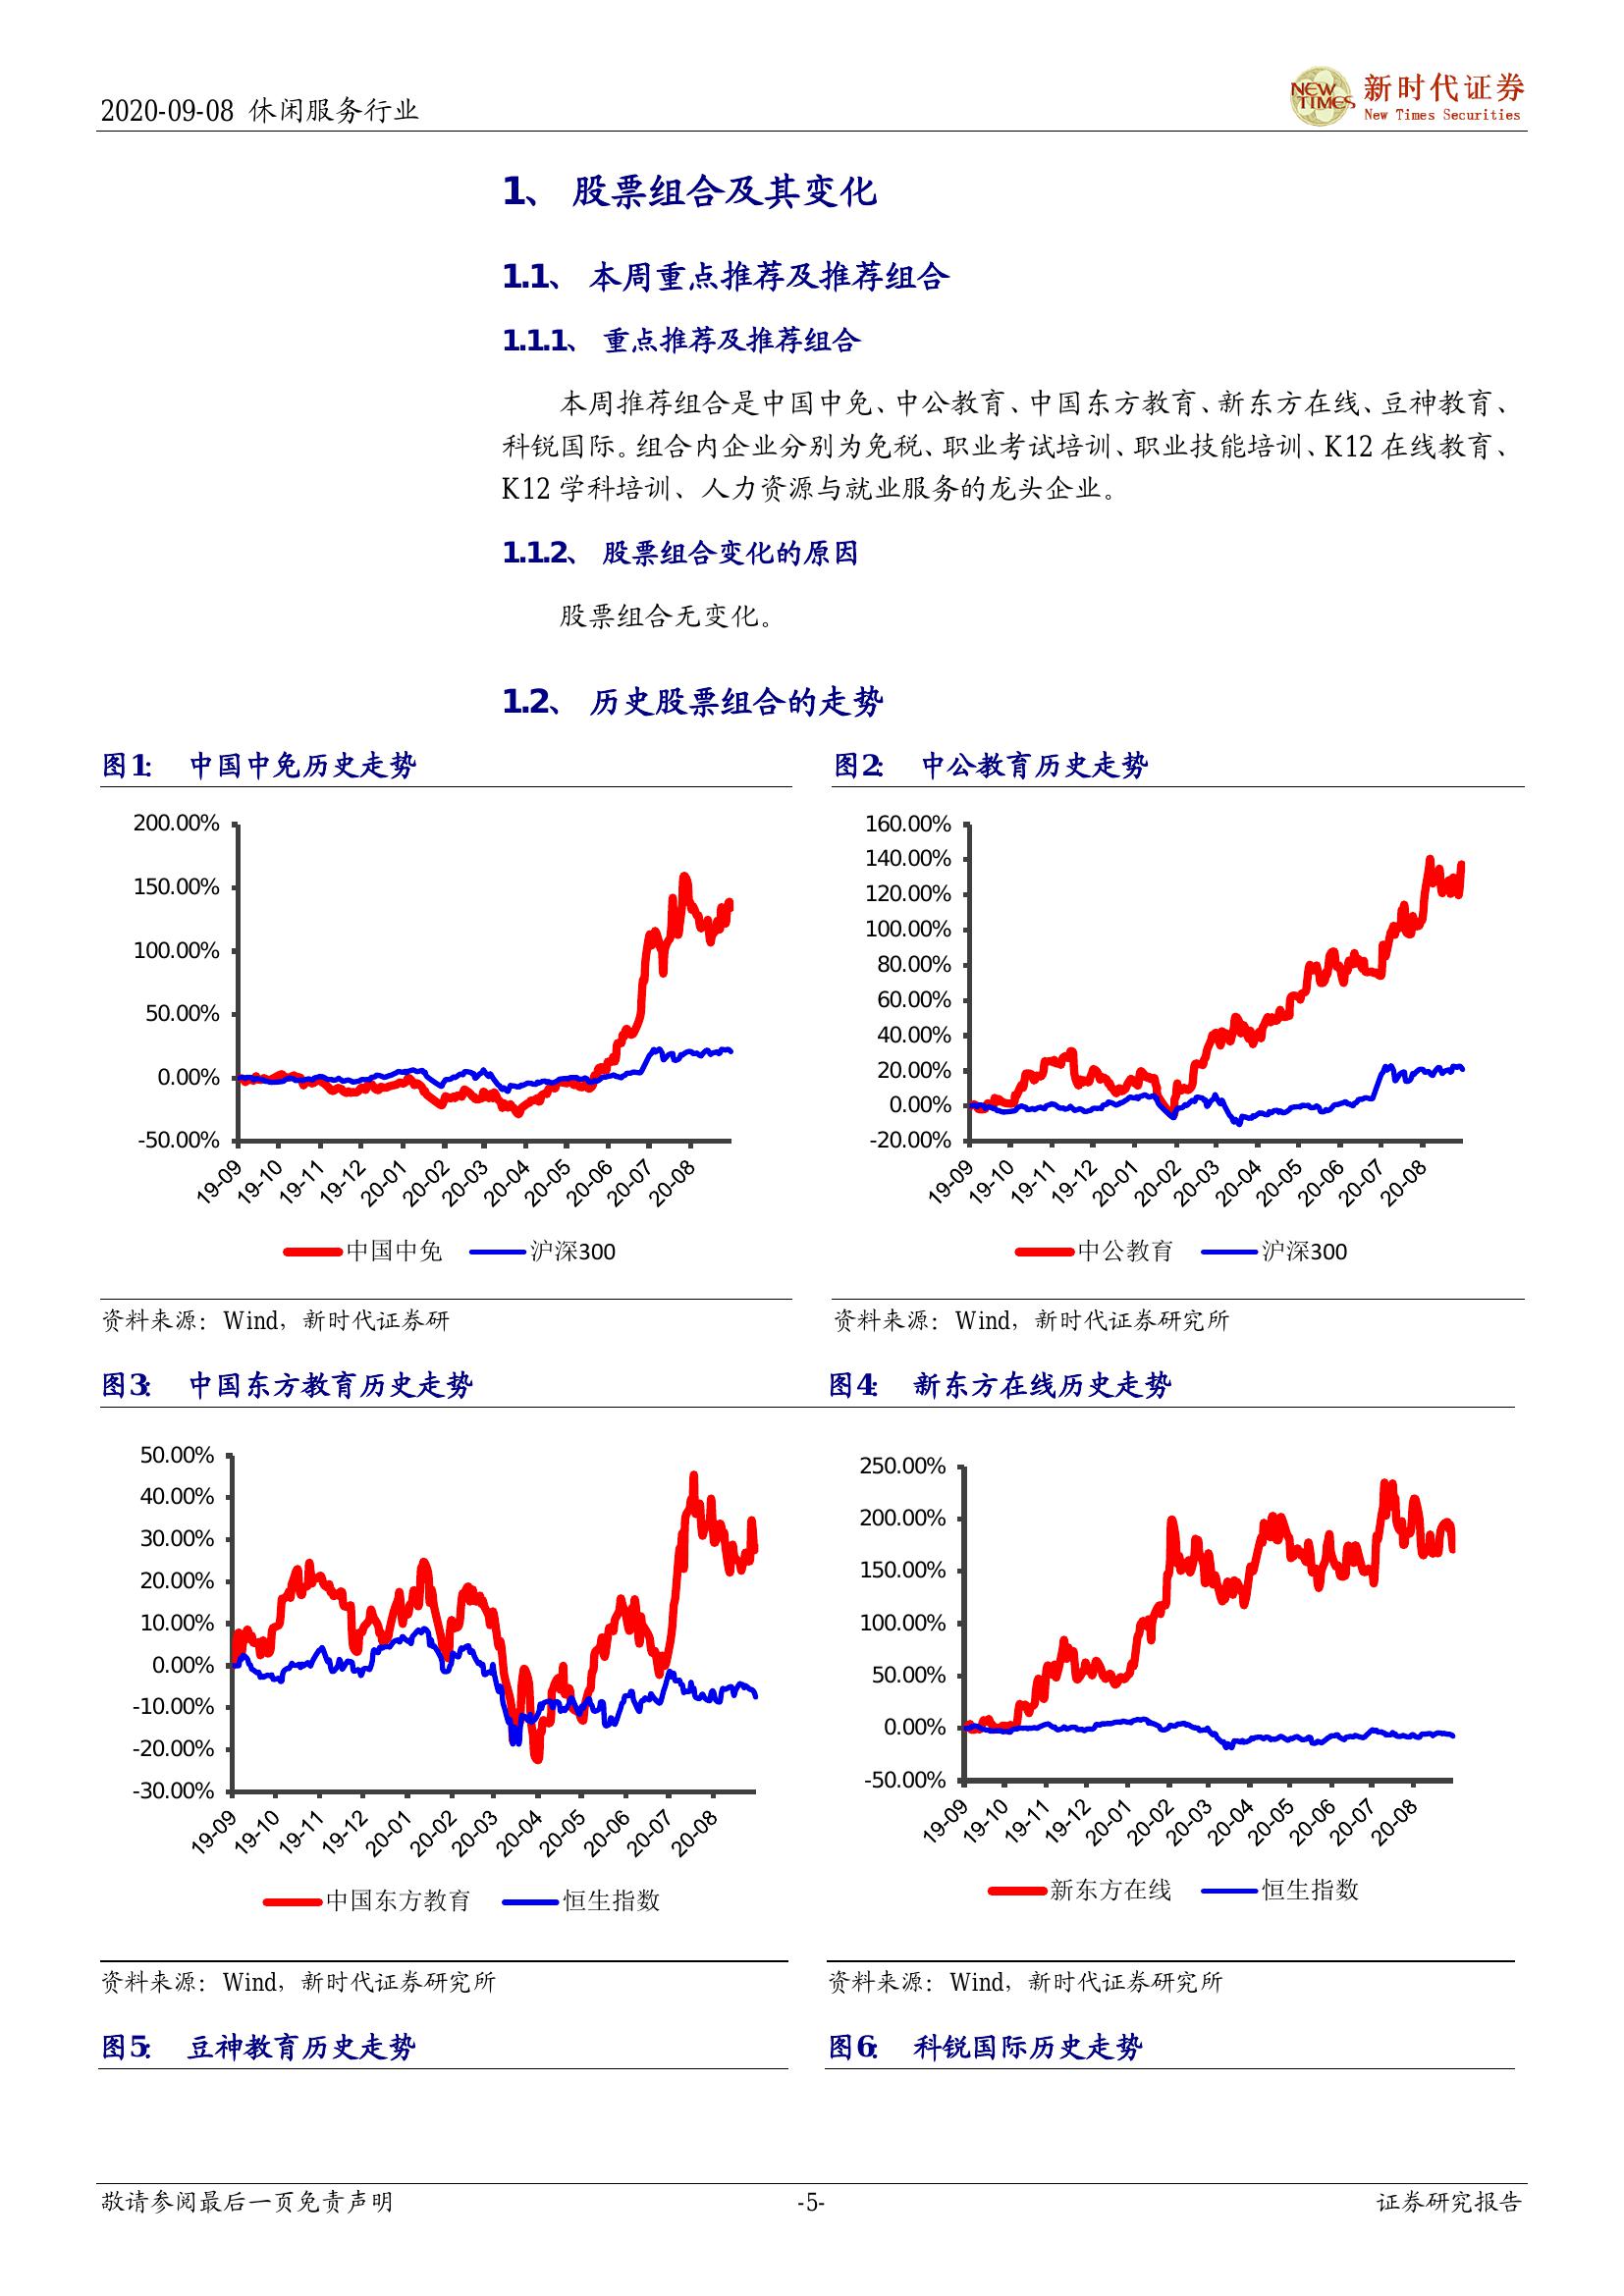 2020-09-08 休闲服务行业
NEW TIMES
新时代证券
New Times Securities
1、 股票组合及其变化
1.1、 本周重点推荐及推荐组合
1.1.1、 重点推荐及推荐组合
本周推荐组合是中国中免、中公教育、中国东方教育、新东方在线、豆神教育、
科锐国际。组合内企业分别为免税、职业考试培训、职业技能培训、K12 在线教育、
K12 学科培训、人力资源与就业服务的龙头企业。
1.1.2、 股票组合变化的原因
股票组合无变化。
1.2、 历史股票组合的走势
图1： 中国中免历史走势
200.00%
150.00%
100.00%
50.00%
0.00%
-50.00%
19-09 19-10 19-11 19-12 20-01 20-02 20-03 20-04 20-05 20-06 20-07 20-08
中国中免 沪深300
资料来源：Wind，新时代证券研
图2： 中公教育历史走势
160.00%
140.00%
120.00%
100.00%
80.00%
60.00%
40.00%
20.00%
0.00%
-20.00%
19-09 19-10 19-11 19-12 20-01 20-02 20-03 20-04 20-05 20-06 20-07 20-08
中公教育 沪深300
资料来源：Wind，新时代证券研究所
图3： 中国东方教育历史走势
50.00%
40.00%
30.00%
20.00%
10.00%
0.00%
-10.00%
-20.00%
-30.00%
19-09 19-10 19-11 19-12 20-01 20-02 20-03 20-04 20-05 20-06 20-07 20-08
中国东方教育 恒生指数
资料来源：Wind，新时代证券研究所
图4： 新东方在线历史走势
250.00%
200.00%
150.00%
100.00%
50.00%
0.00%
-50.00%
19-09 19-10 19-11 19-12 20-01 20-02 20-03 20-04 20-05 20-06 20-07 20-08
新东方在线 恒生指数
资料来源：Wind，新时代证券研究所
图5： 豆神教育历史走势
图6： 科锐国际历史走势
敬请参阅最后一页免责声明
-5-
证券研究报告